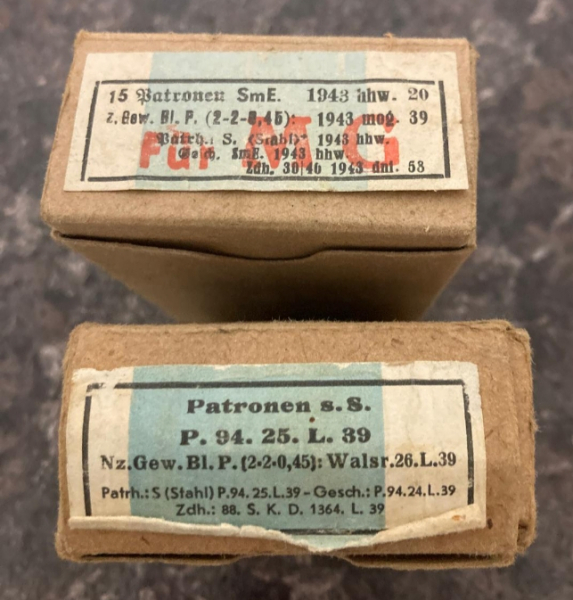 15 Patronen SmE. 1943 hhw. 20
z. Gew. Bl. P. (2-2-0,45): 1943 mog. 39
Patrh.: S. (Stahl) 1943 hhw.
Für MG
Gesch. SmE. 1943 hhw.
Zdh. 30/40 1943 dnf. 53
Patronen s.S.
P. 94. 25. L. 39
Nz.Gew.Bl.P.(2·2·0,45): Walsr.26.L.39
Patrh.: S (Stahl) P.94.25.L.39 - Gesch.: P.94.24.L.39
Zdh.: 88. S. K. D. 1364. L. 39